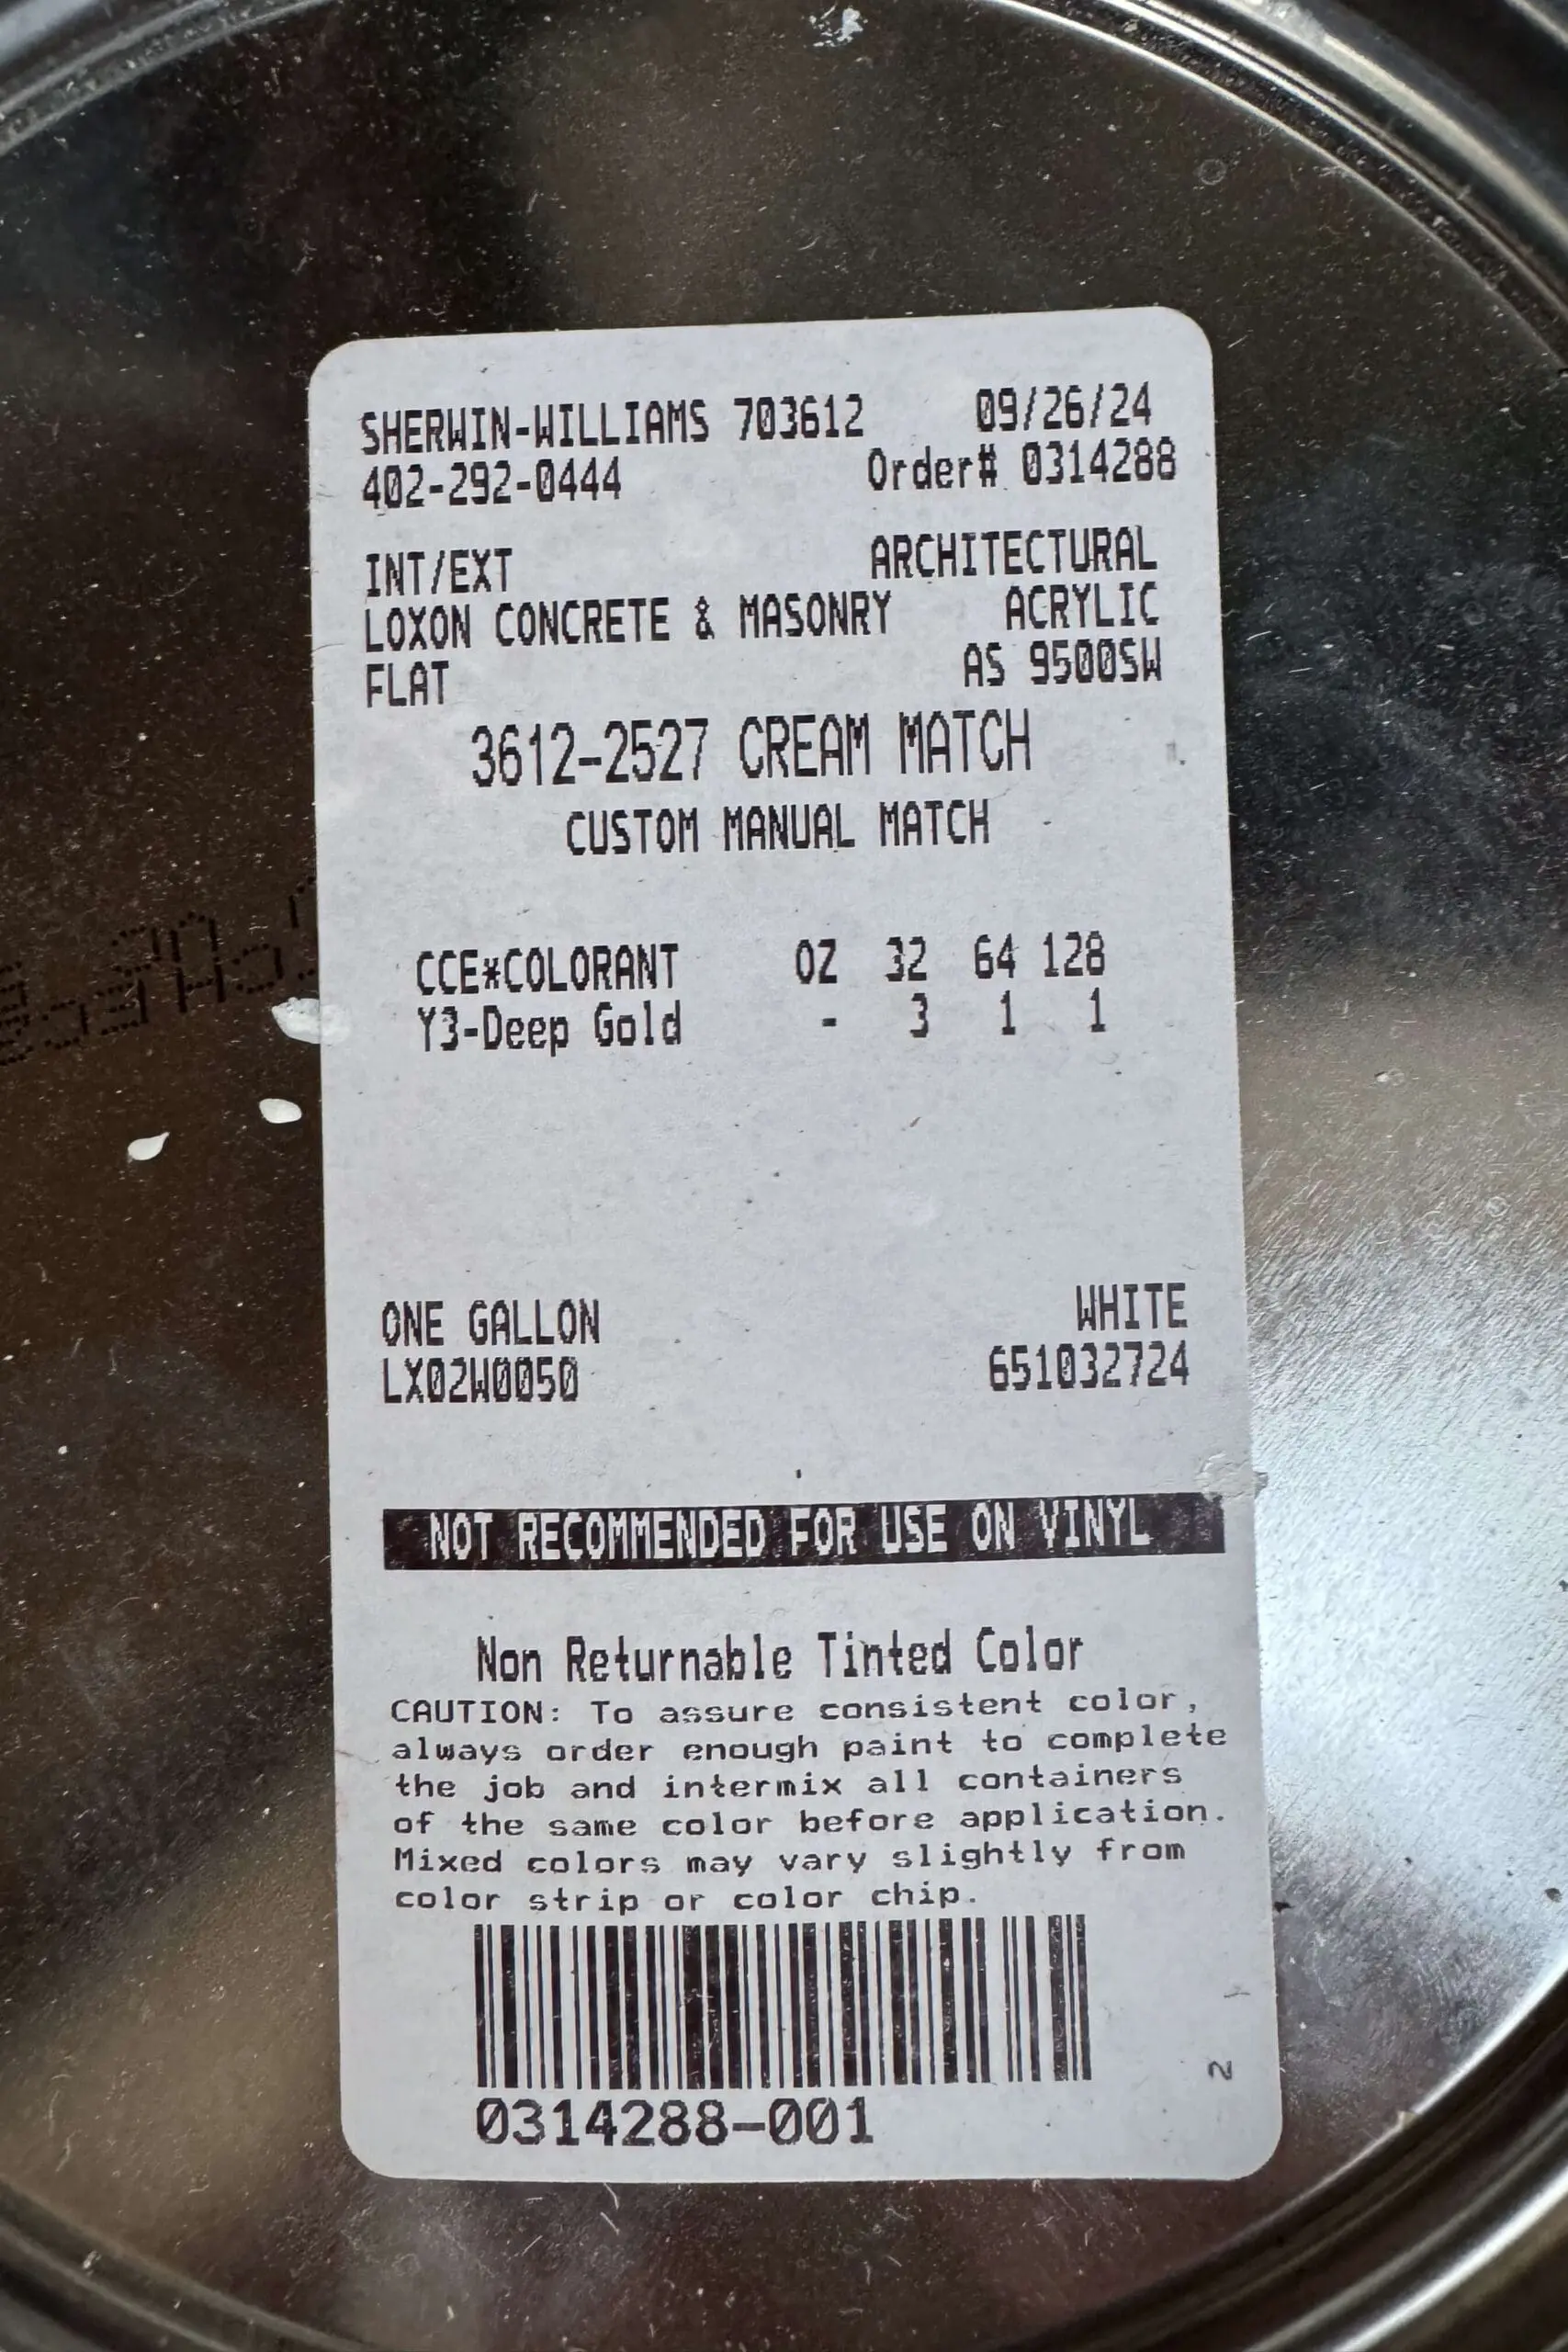 SHERWIN-WILLIAMS 703612 09/26/24
402-292-0444 Order# 0314288
INT/EXT ARCHITECTURAL
LOXON CONCRETE & MASONRY ACRYLIC
FLAT AS 9500SW
3612-2527 CREAM MATCH
CUSTOM MANUAL MATCH
CCE*COLORANT OZ 32 64 128
Y3-Deep Gold - 3 1 1
ONE GALLON WHITE
LX02W0050 651032724
NOT RECOMMENDED FOR USE ON VINYL
Non Returnable Tinted Color
CAUTION: To assure consistent color,
always order enough paint to complete
the job and intermix all containers
of the same color before application.
Mixed colors may vary slightly from
color strip or color chip.
0314288-001
2